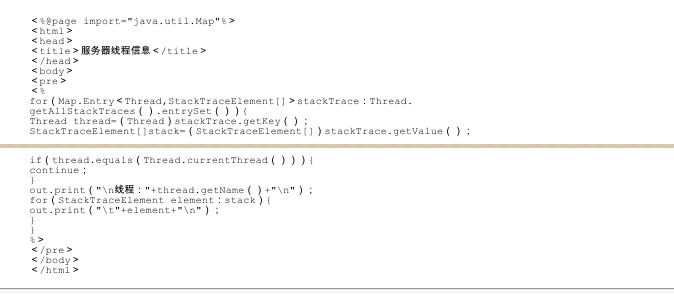 <%@page import="java.util.Map"%>
<html>
<head>
<title>服务器线程信息</title>
</head>
<body>
<pre>
<%
for(Map.Entry<Thread,StackTraceElement[]>stackTrace:Thread.
getAllStackTraces().entrySet()){
Thread thread=(Thread)stackTrace.getKey();
StackTraceElement[]stack=(StackTraceElement[])stackTrace.getValue();
if(thread.equals(Thread.currentThread())){
continue;
}
out.print("\n线程:"+thread.getName()+"\n");
for(StackTraceElement element:stack){
out.print("\t"+element+"\n");
}
}
%>
</pre>
</body>
</html>